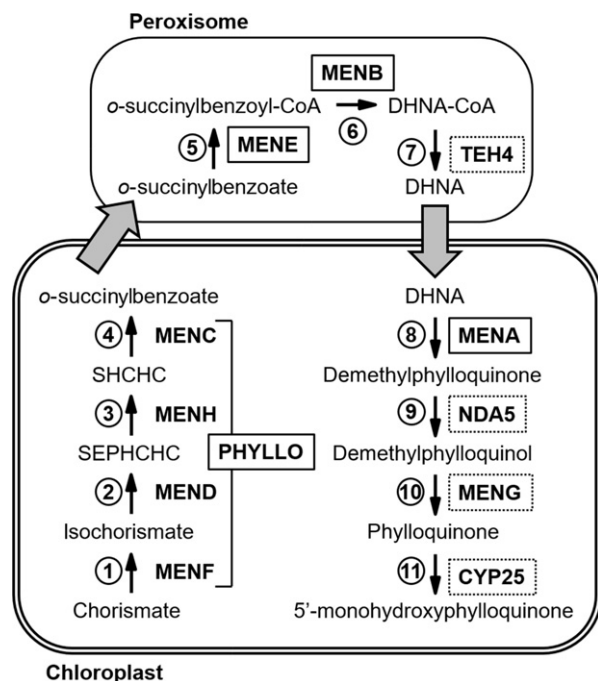 Peroxisome
MENB
o-succinylbenzoyl-CoA
DHNA-CoA
6
5
MENE
7
TEH4
o-succinylbenzoate
DHNA
o-succinylbenzoate
DHNA
4
MENC
8
MENA
SHCHC
Demethylphylloquinone
3
MENH
9
NDA5
SEPHCHC
PHYLLO
Demethylphylloquinol
2
MEND
10
MENG
Isochorismate
Phylloquinone
1
MENF
11
CYP25
Chorismate
5'-monohydroxyphylloquinone
Chloroplast